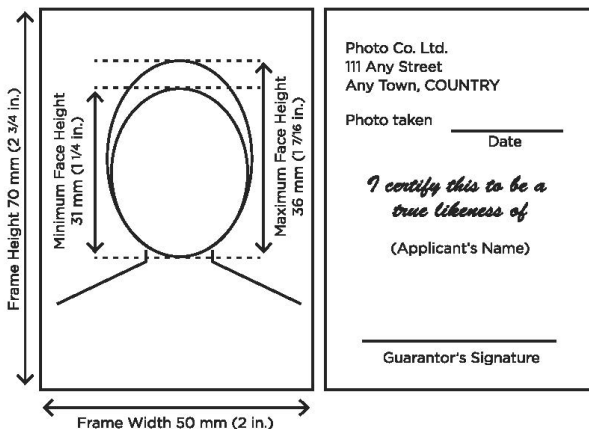 Frame Height 70 mm (2 3/4 in.)
Minimum Face Height
31 mm (1 1/4 in.)
Maximum Face Height
36 mm (1 7/16 in.)
Frame Width 50 mm (2 in.)
Photo Co. Ltd.
111 Any Street
Any Town, COUNTRY
Photo taken
Date
I certify this to be a
true likeness of
(Applicant's Name)
Guarantor's Signature